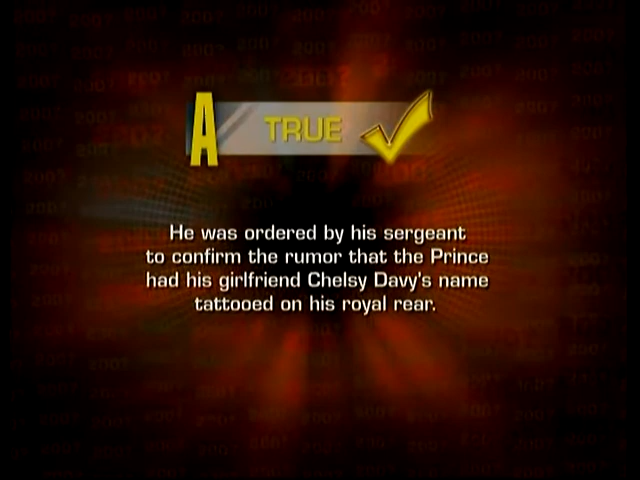 A TRUE
He was ordered by his sergeant
to confirm the rumor that the Prince
had his girlfriend Chelsy Davy's name
tattooed on his royal rear.